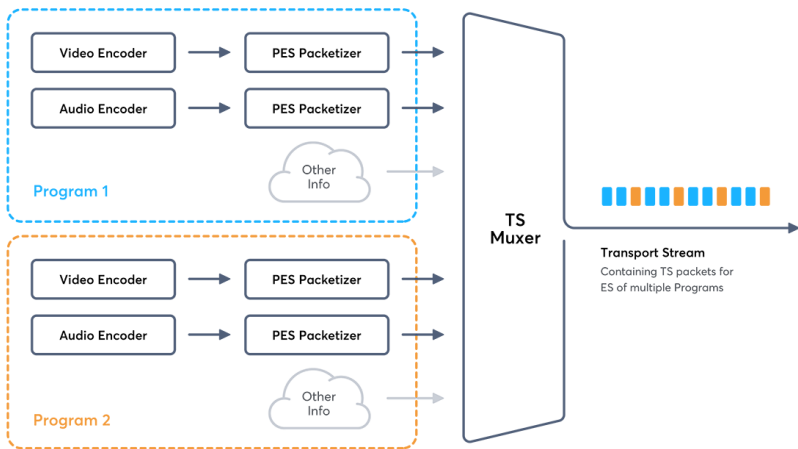 Video Encoder
PES Packetizer
Audio Encoder
PES Packetizer
Other
Info
Program 1
Video Encoder
PES Packetizer
Audio Encoder
PES Packetizer
Other
Info
Program 2
TS
Muxer
Transport Stream
Containing TS packets for
ES of multiple Programs